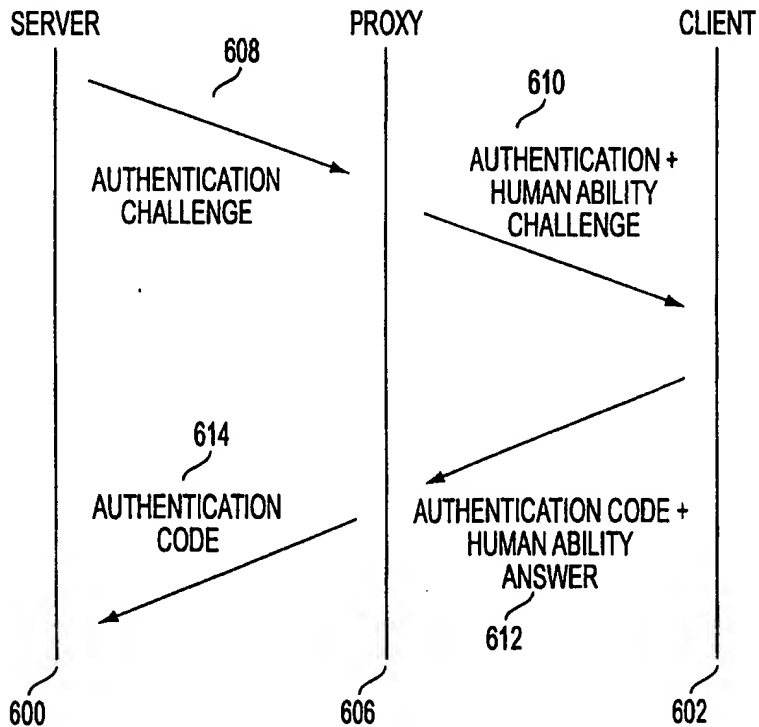 SERVER
PROXY
CLIENT
608
AUTHENTICATION
CHALLENGE
610
AUTHENTICATION +
HUMAN ABILITY
CHALLENGE
614
AUTHENTICATION
CODE
AUTHENTICATION CODE +
HUMAN ABILITY
ANSWER
612
600
606
602